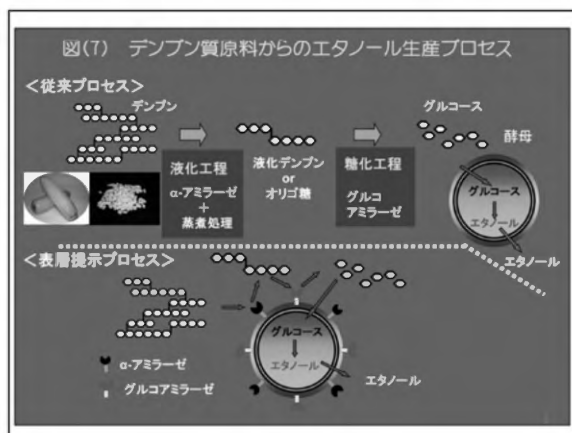 図(7) デンプン質原料からのエタノール生産プロセス
<従来プロセス>
デンプン
液化工程
α-アミラーゼ
+
蒸煮処理
液化デンプン
or
オリゴ糖
糖化工程
グルコ
アミラーゼ
グルコース
酵母
グルコース
エタノール
エタノール
<表層提示プロセス>
グルコース
エタノール
エタノール
α-アミラーゼ
グルコアミラーゼ